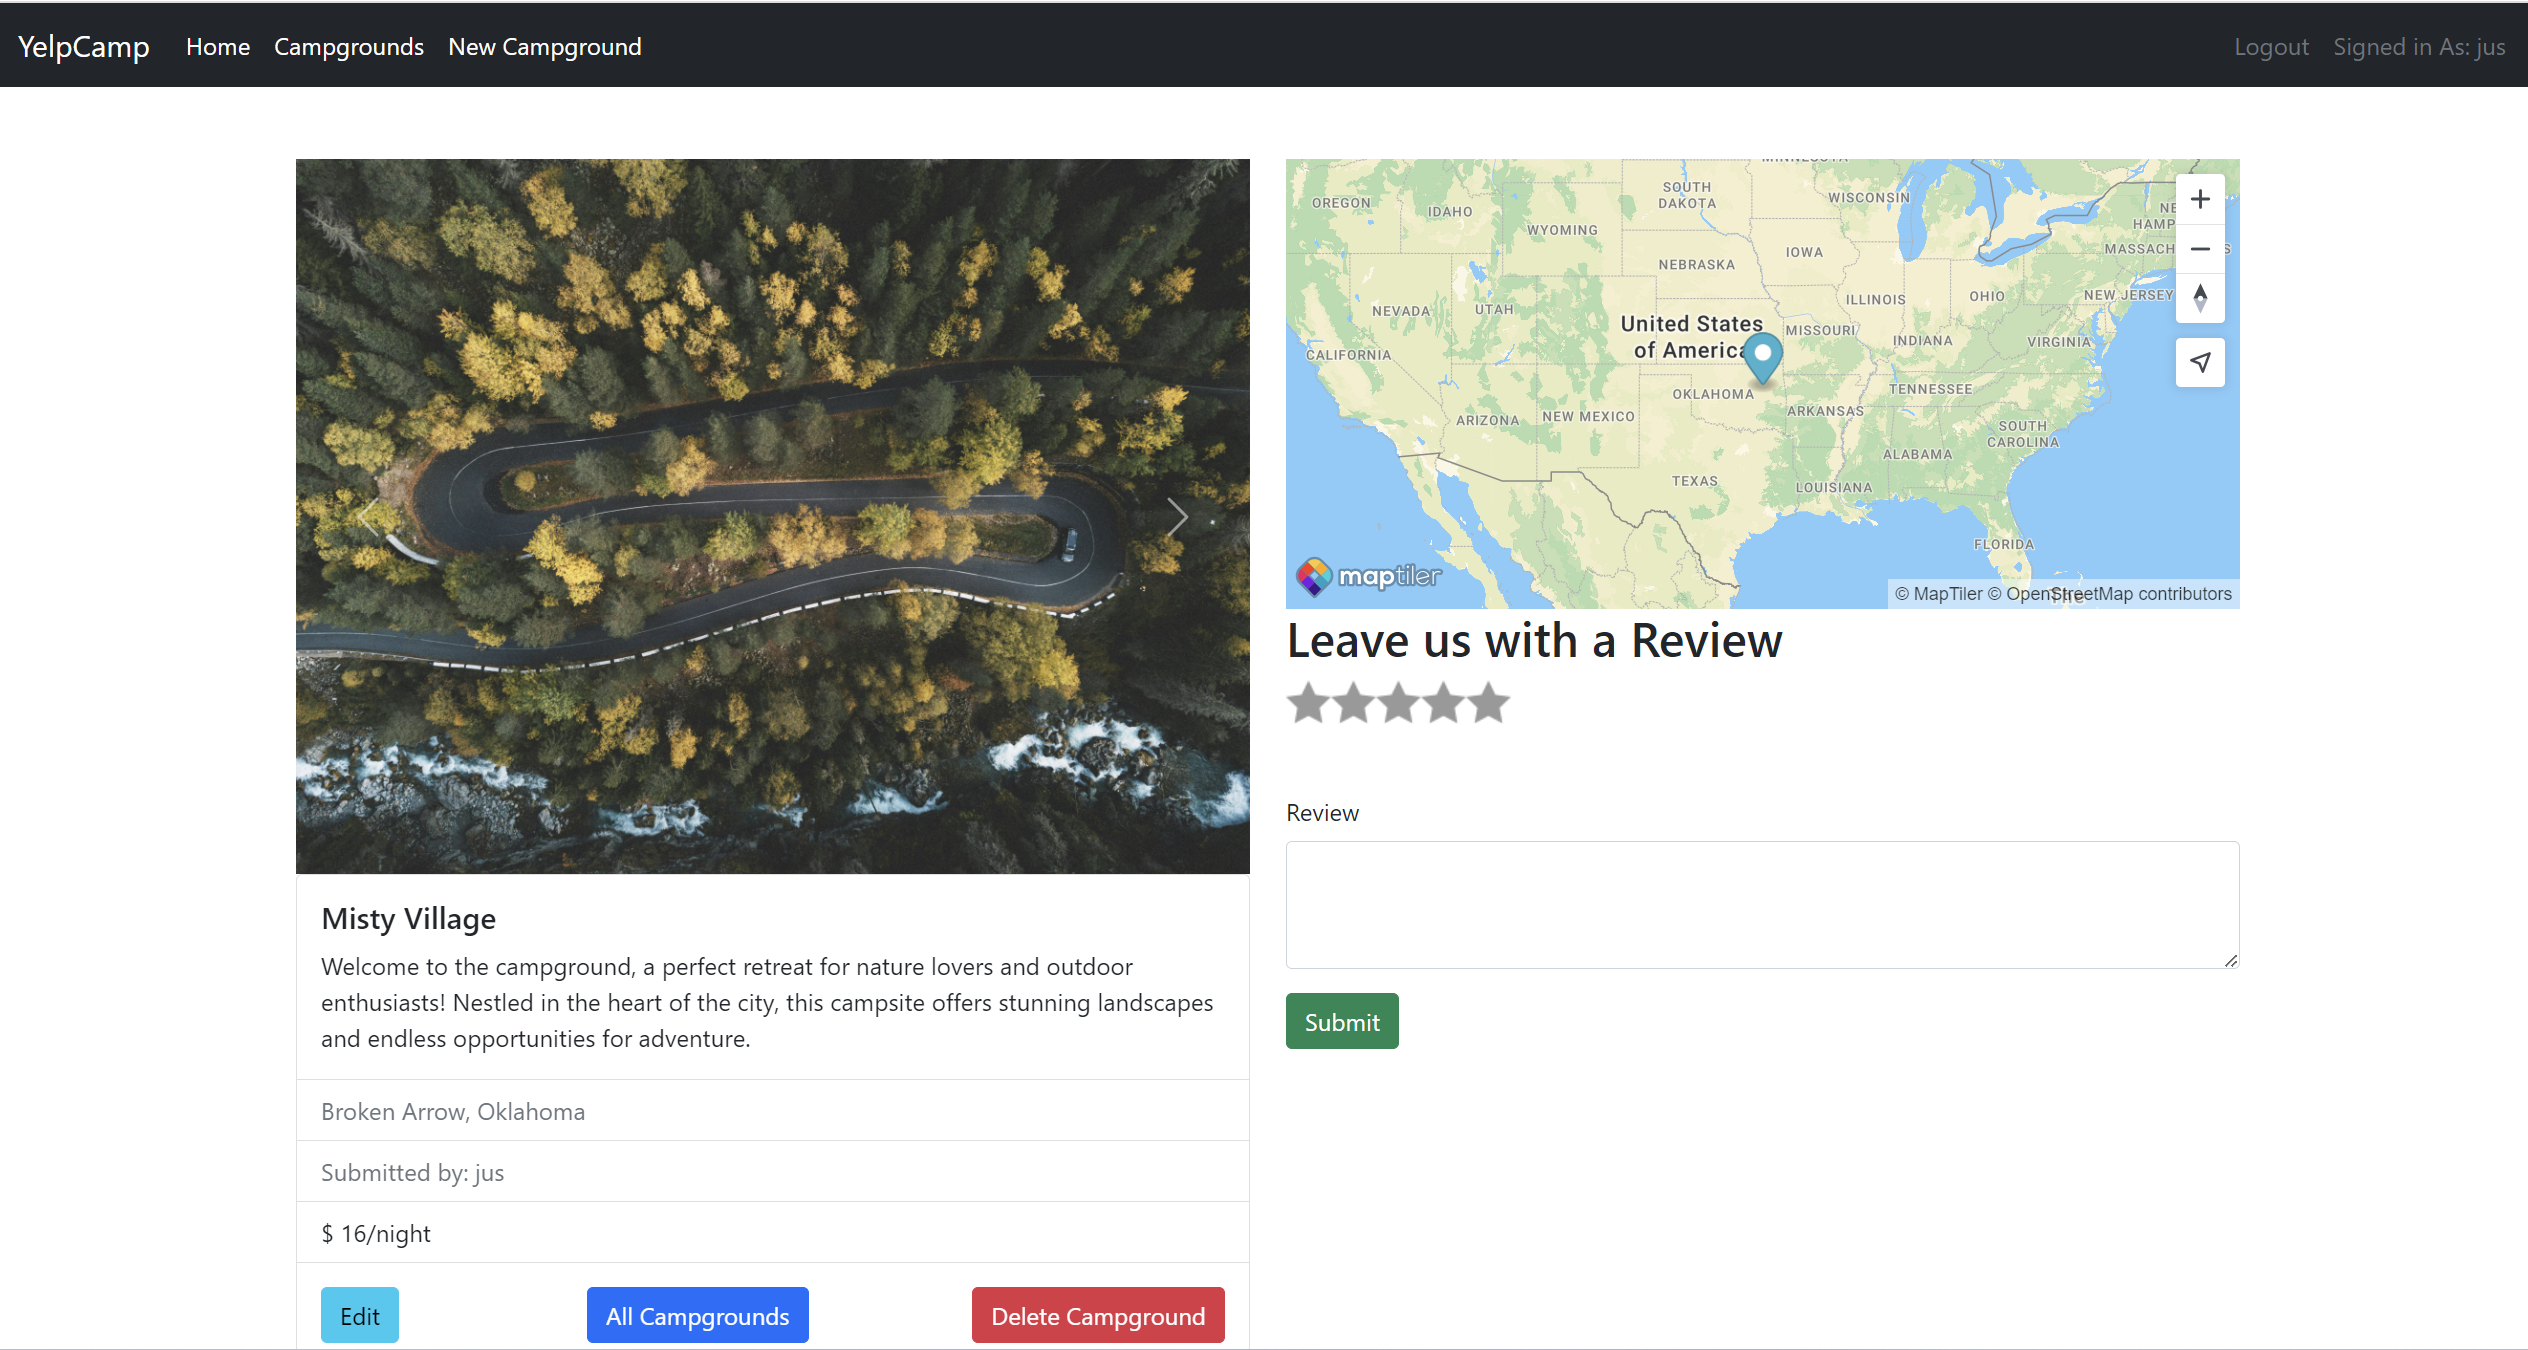 YelpCamp Home Campgrounds New Campground Logout Signed in As: jus
MINNESOTA
OREGON
IDAHO
SOUTH
DAKOTA
WISCONSIN
WYOMING
HAMP
IOWA
MASSACH
NEBRASKA
NEVADA
UTAH
ILLINOIS
OHIO
NEW JERSEY
United States
of America
MISSOURI
INDIANA
VIRGINIA
CALIFORNIA
OKLAHOMA
TENNESSEE
ARIZONA
NEW MEXICO
ARKANSAS
SOUTH
CAROLINA
ALABAMA
TEXAS
LOUISIANA
FLORIDA
maptiler
© MapTiler © OpenStreetMap contributors
Leave us with a Review
Review
Submit
Misty Village
Welcome to the campground, a perfect retreat for nature lovers and outdoor
enthusiasts! Nestled in the heart of the city, this campsite offers stunning landscapes
and endless opportunities for adventure.
Broken Arrow, Oklahoma
Submitted by: jus
$ 16/night
Edit All Campgrounds Delete Campground